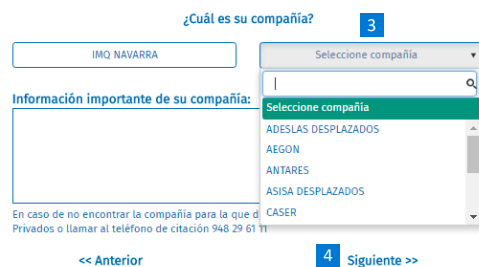 ¿Cuál es su compañía?
3
IMQ NAVARRA
Seleccione compañía
Información importante de su compañía:
Seleccione compañía
ADESLAS DESPLAZADOS
AEGON
ANTARES
ASISA DESPLAZADOS
CASER
En caso de no encontrar la compañía para la que d
Privados o llamar al teléfono de citación 948 29 61 11
<< Anterior
4
Siguiente >>